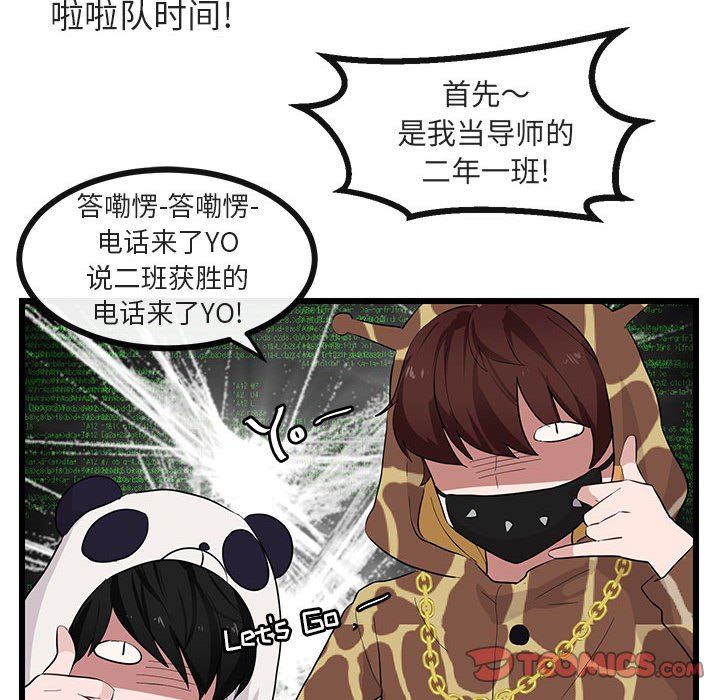 啦啦队时间!
首先～
是我当导师的
二年一班!
答嘞愣-答嘞愣-
电话来了YO
说二班获胜的
电话来了YO!
Yo
Let's Go
TOOMICS.COM